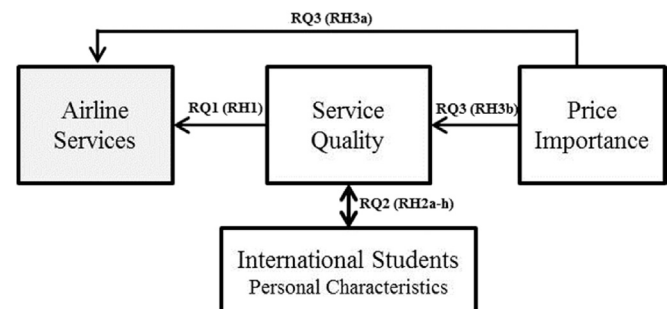 RQ3 (RH3a)
Airline
Services
RQ1 (RH1)
Service
Quality
RQ3 (RH3b)
Price
Importance
RQ2 (RH2a-h)
International Students
Personal Characteristics